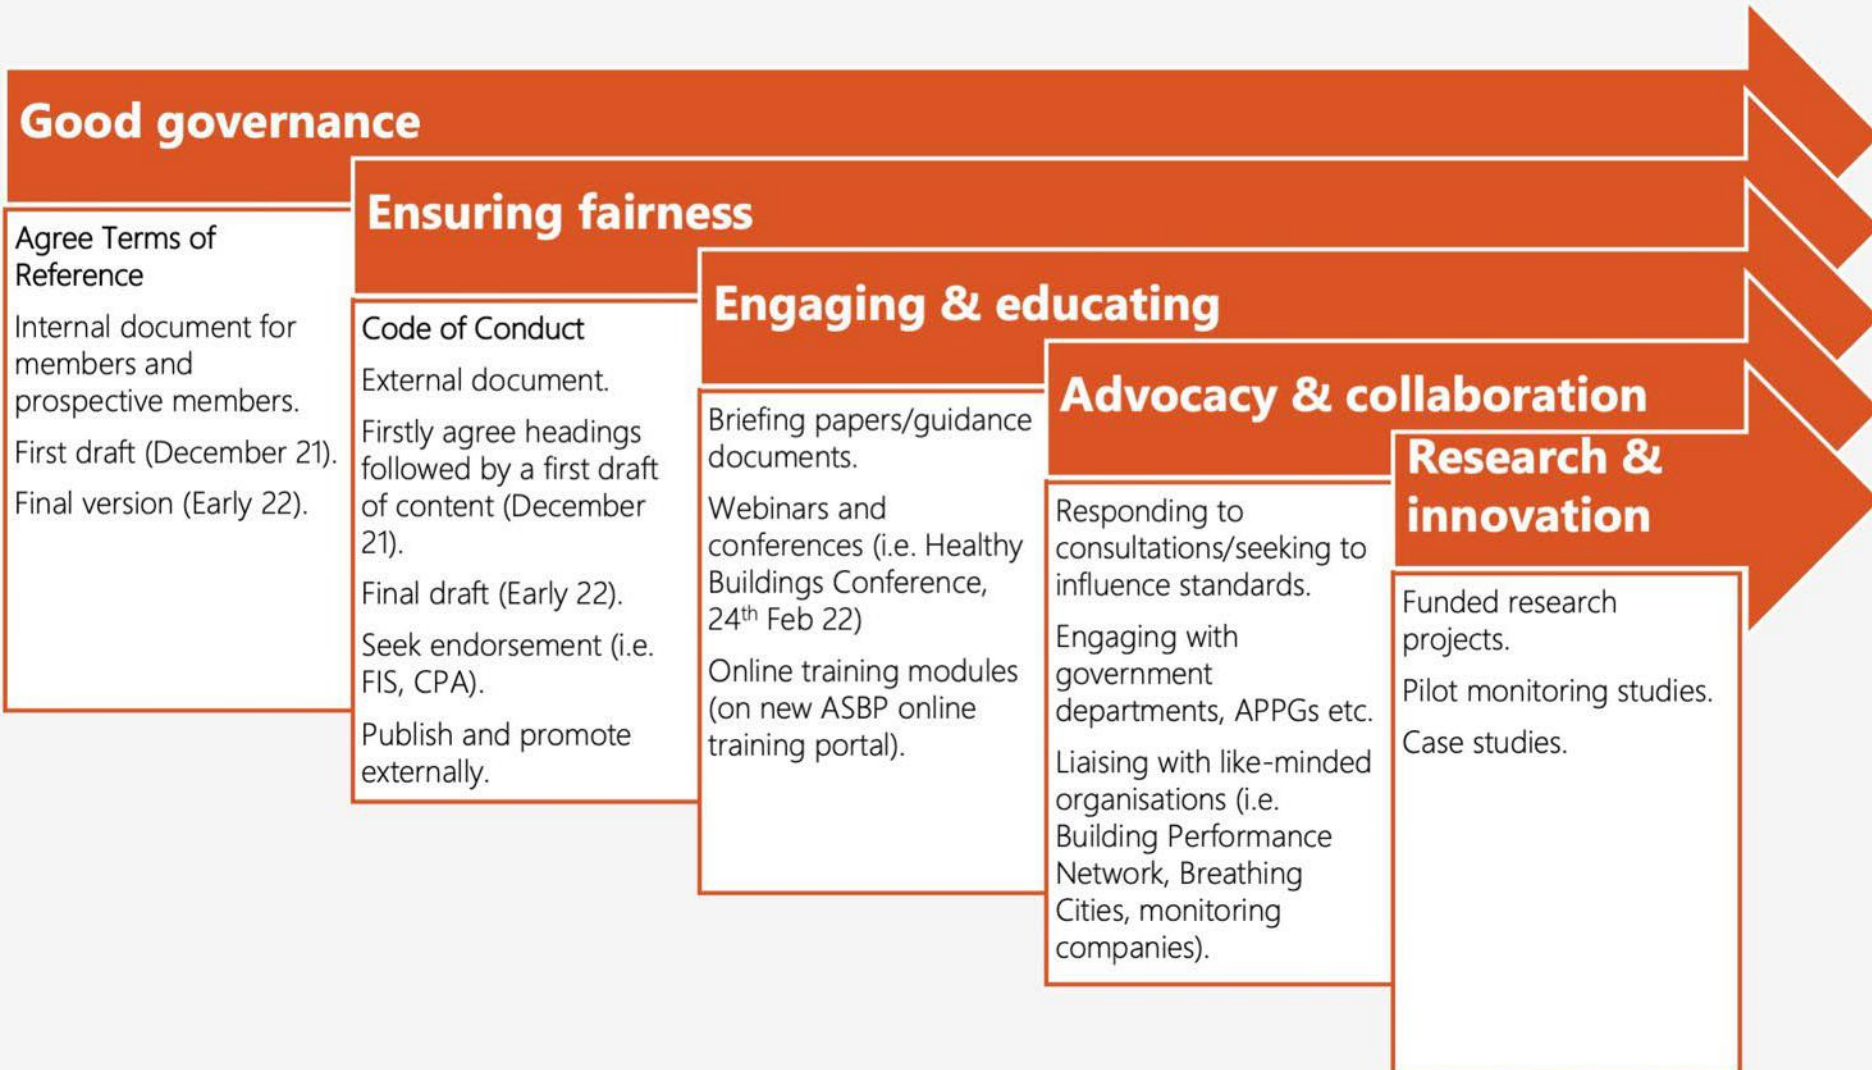 Good governance
Agree Terms of
Reference
Internal document for
members and
prospective members.
First draft (December 21).
Final version (Early 22).
Ensuring fairness
Code of Conduct
External document.
Firstly agree headings
followed by a first draft
of content (December
21).
Final draft (Early 22).
Seek endorsement (i.e.
FIS, CPA).
Publish and promote
externally.
Engaging & educating
Briefing papers/guidance
documents.
Webinars and
conferences (i.e. Healthy
Buildings Conference,
24th Feb 22)
Online training modules
(on new ASBP online
training portal).
Advocacy & collaboration
Responding to
consultations/seeking to
influence standards.
Engaging with
government
departments, APPGs etc.
Liaising with like-minded
organisations (i.e.
Building Performance
Network, Breathing
Cities, monitoring
companies).
Research &
innovation
Funded research
projects.
Pilot monitoring studies.
Case studies.